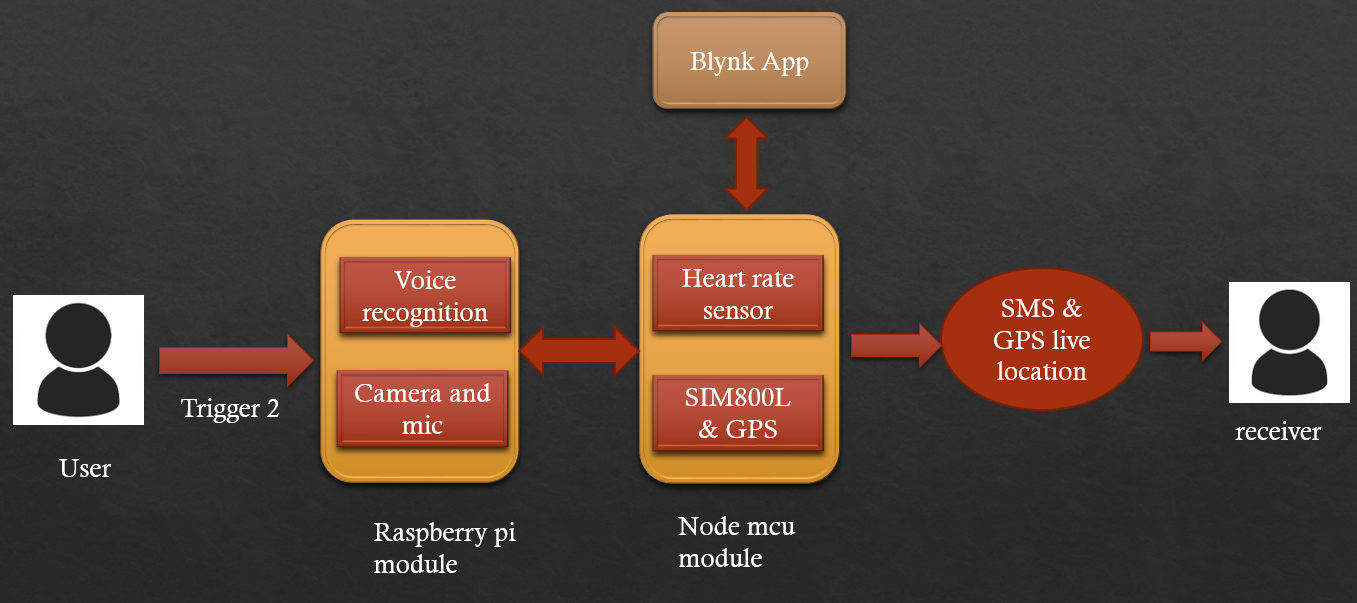 Blynk App
Voice
recognition
Camera and
mic
Heart rate
sensor
SIM800L
& GPS
SMS &
GPS live
location
Trigger 2
User
receiver
Raspberry pi
module
Node mcu
module